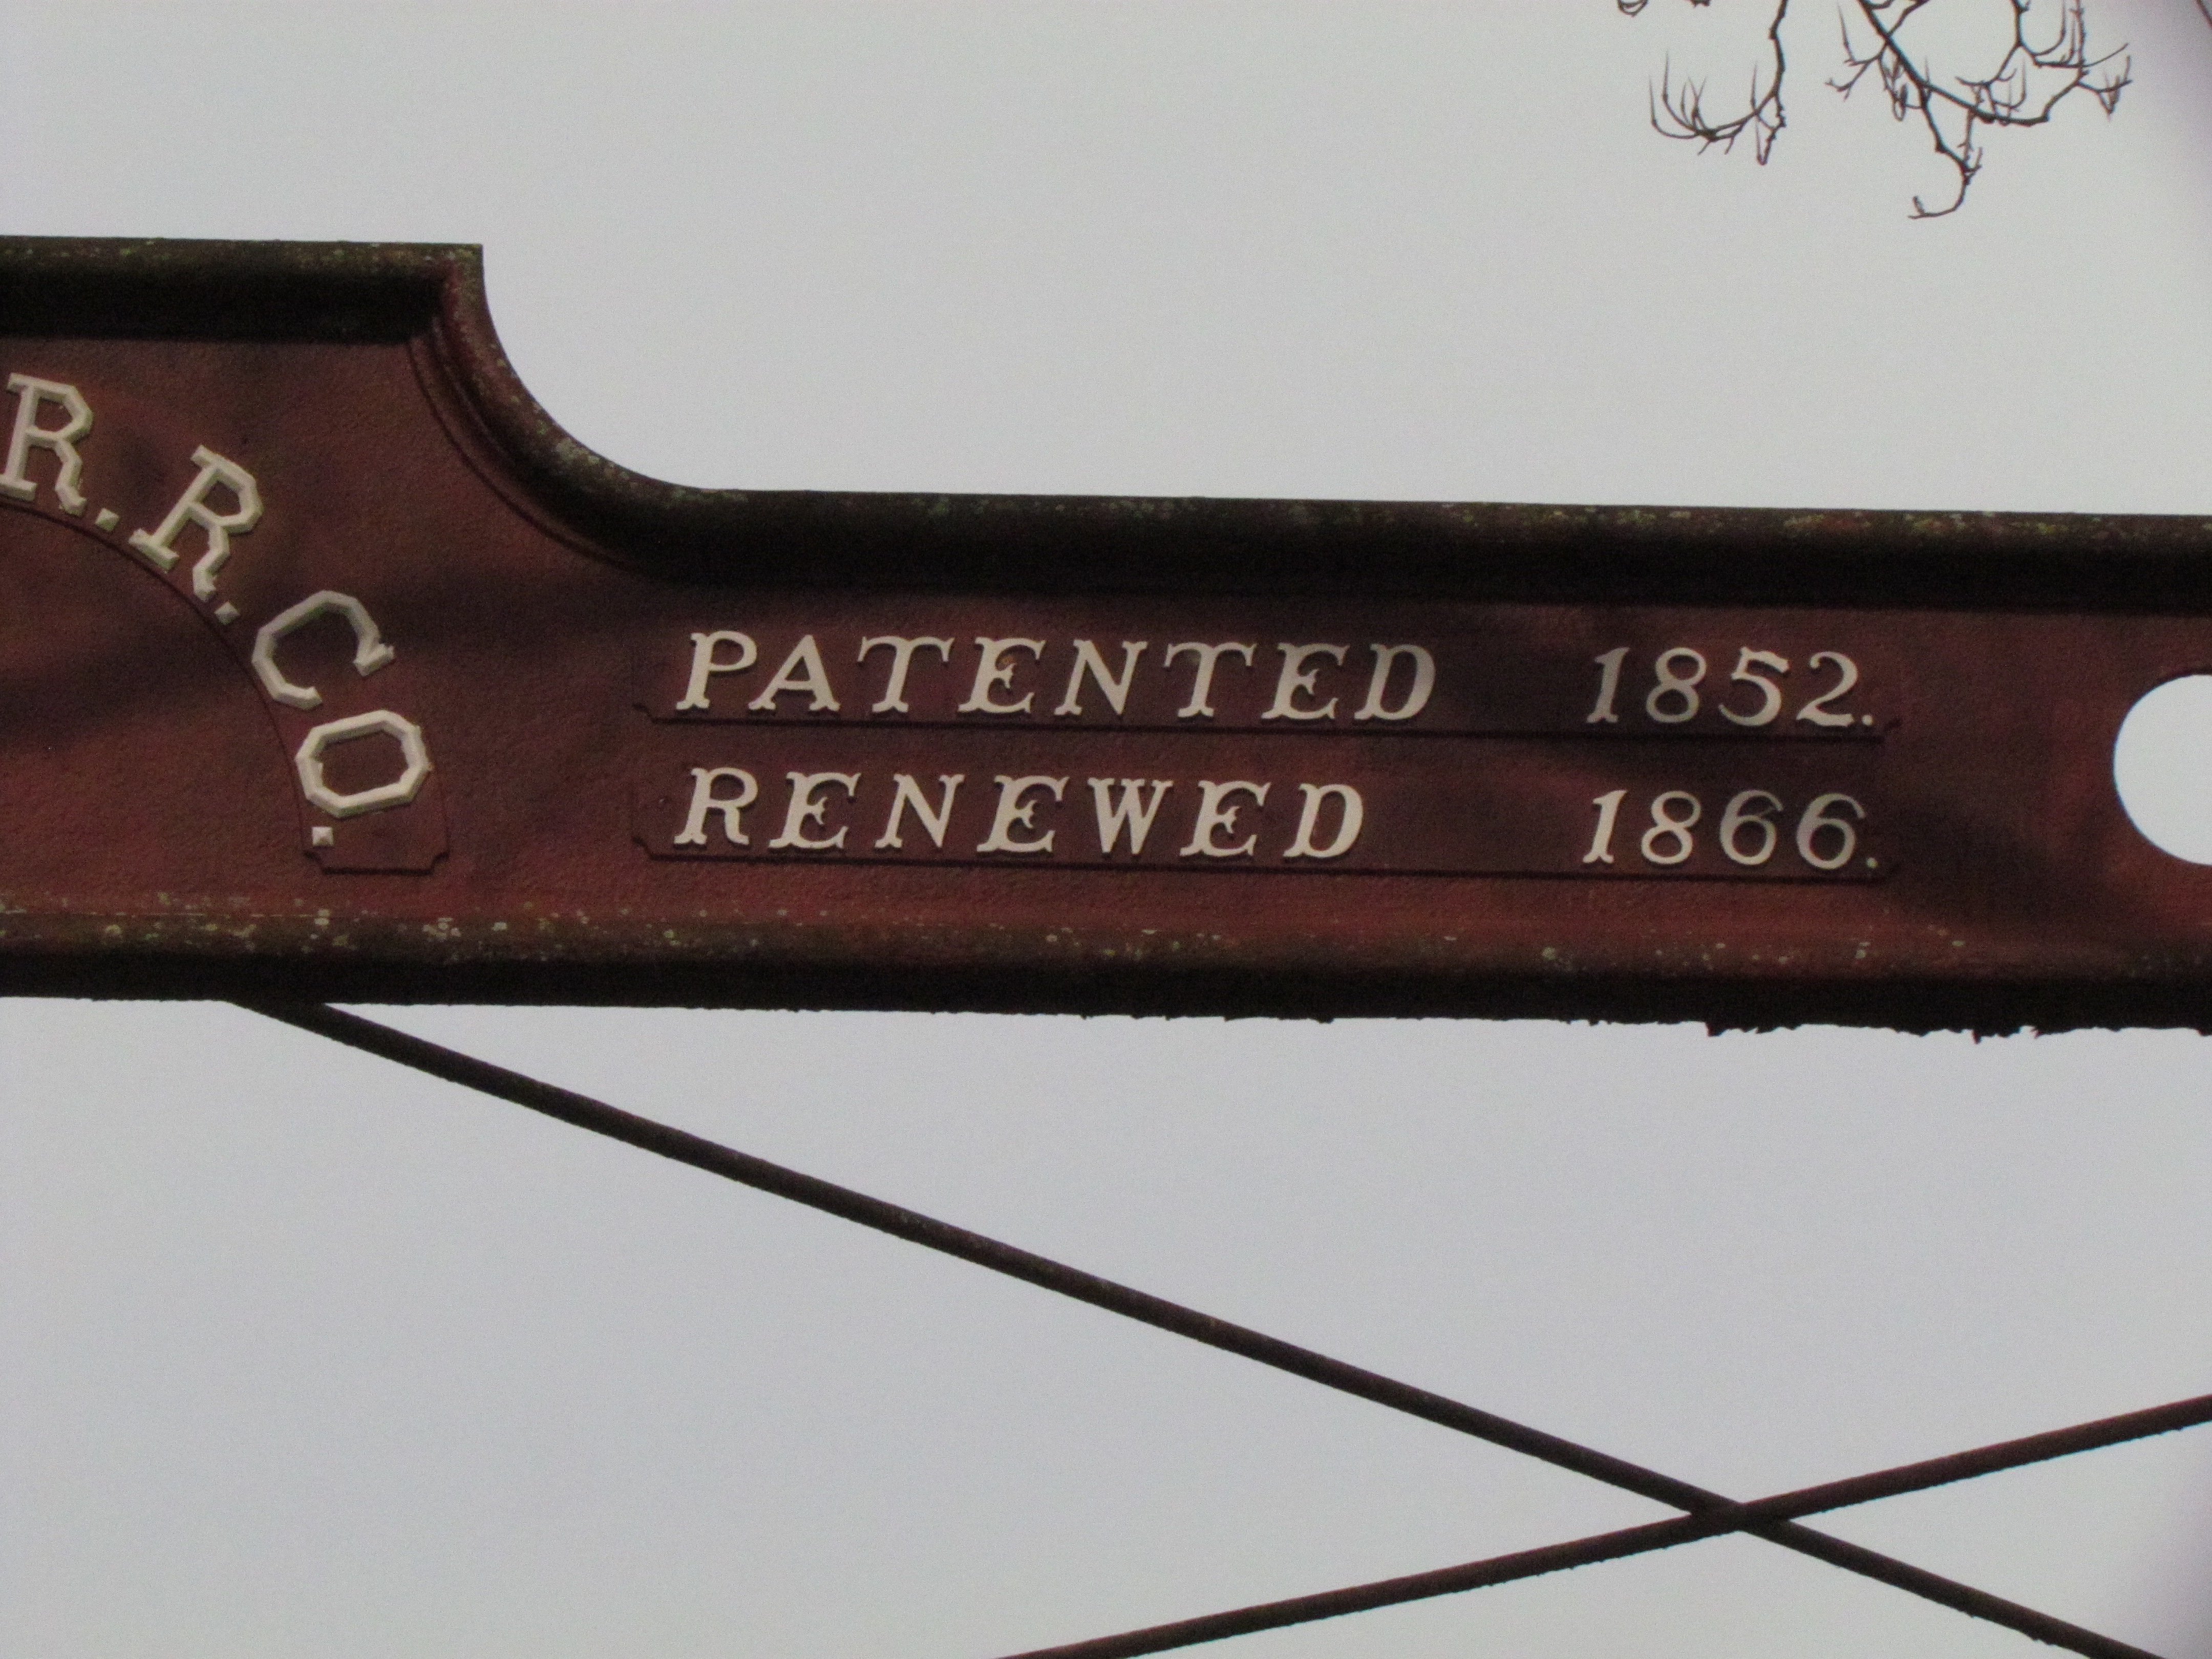 R.R.CO.
PATENTED 1852.
RENEWED 1866.